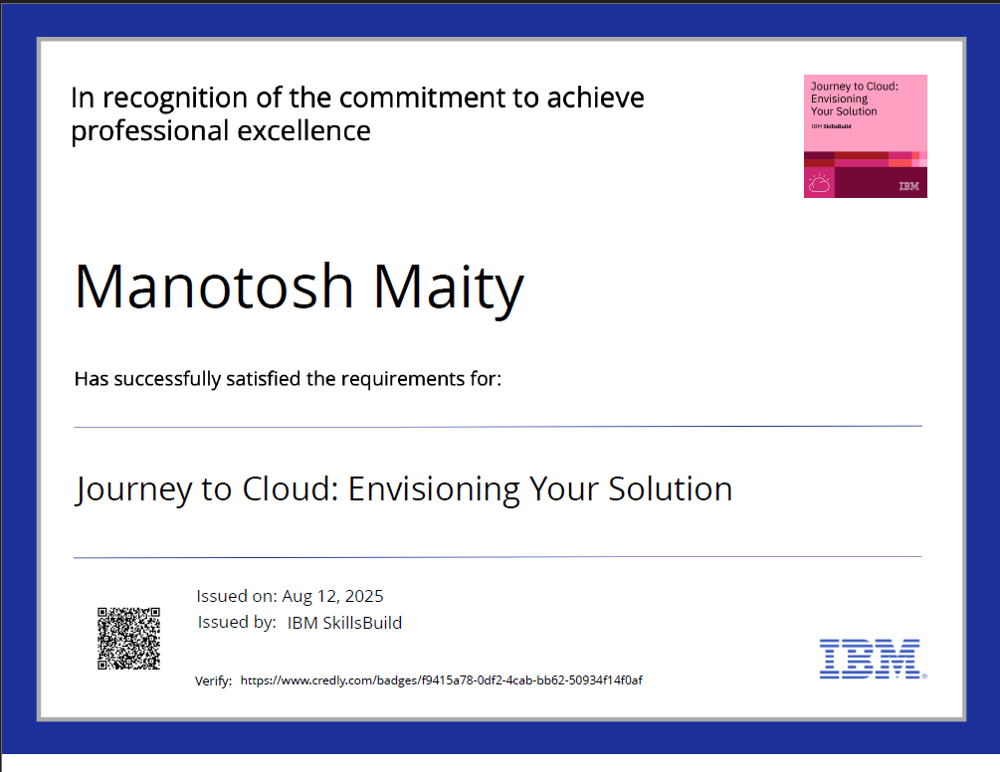 In recognition of the commitment to achieve
professional excellence
Journey to Cloud:
Envisioning
Your Solution
IBM SkillsBuild
IBM
Manotosh Maity
Has successfully satisfied the requirements for:
Journey to Cloud: Envisioning Your Solution
Issued on: Aug 12, 2025
Issued by: IBM SkillsBuild
Verify: https://www.credly.com/badges/f9415a78-0df2-4cab-bb62-50934f14f0af
IBM®